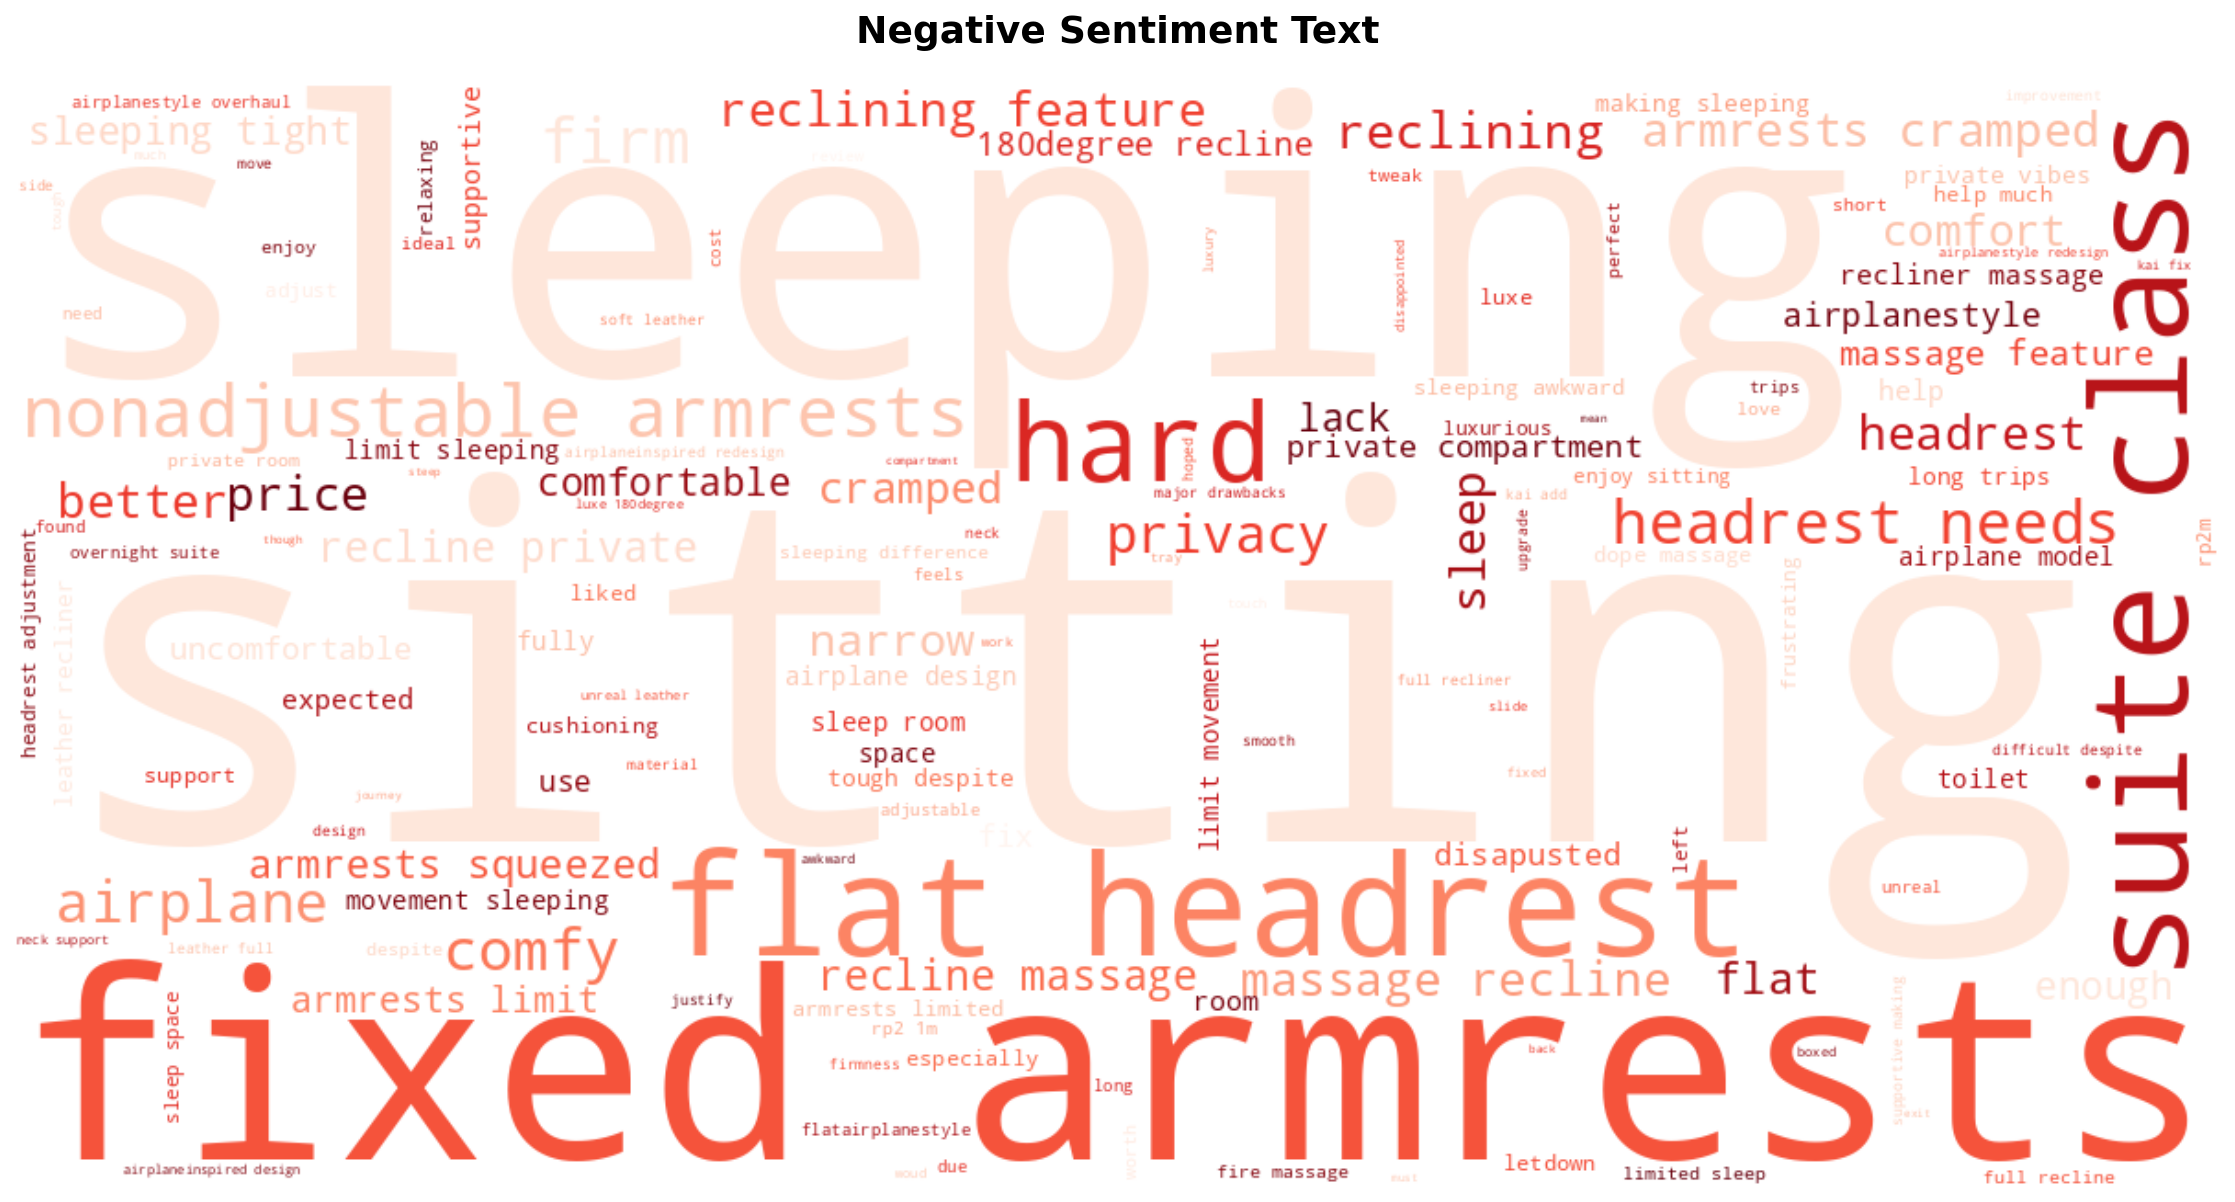 Negative Sentiment Text
airplanestyle overhaul
supportive
reclining feature
making sleeping
improvement
sleeping tight
firm
180degree recline
reclining
armrests cramped
suite class
much
move
relaxing
review
tweak
private vibes
side
tough
help much
short
enjoy
ideal
cost
luxury
disappointed
perfect
comfort
airplanestyle redesign
kai fix
sleeping
adjust
luxe
recliner massage
need
soft leather
airplanestyle
massage feature
nonadjustable armrests
sleeping awkward
trips
help
love
hard
lack
luxurious
mean
headrest
limit sleeping
airplaneinspired redesign
private compartment
private room
steep
compartment
hoped
better
price
comfortable
cramped
major drawbacks
sleep
kai add
enjoy sitting
long trips
luxe 180degree
found
headrest needs
rp2m
headrest adjustment
overnight suite
though
recline private
neck
sleeping difference
privacy
tray
upgrade
dope massage
airplane model
feels
leather recliner
liked
touch
frustrating
sitting
uncomfortable
fully
narrow
work
airplane design
limit movement
full recliner
expected
unreal leather
slide
cushioning
sleep room
smooth
space
difficult despite
support
material
use
tough despite
fixed
toilet
journey
adjustable
design
fix
left
armrests squeezed
awkward
disapusted
flat headrest
airplane
movement sleeping
unreal
neck support
leather full
despite
comfy
recline massage
massage recline
flat
enough
armrests limit
justify
armrests limited
room
supportive making
sleep space
rp2 1m
fixed armrests
firmness
especially
back
boxed
long
exit
flatairplanestyle
worth
airplaneinspired design
woud
due
fire massage
must
letdown
limited sleep
full recline